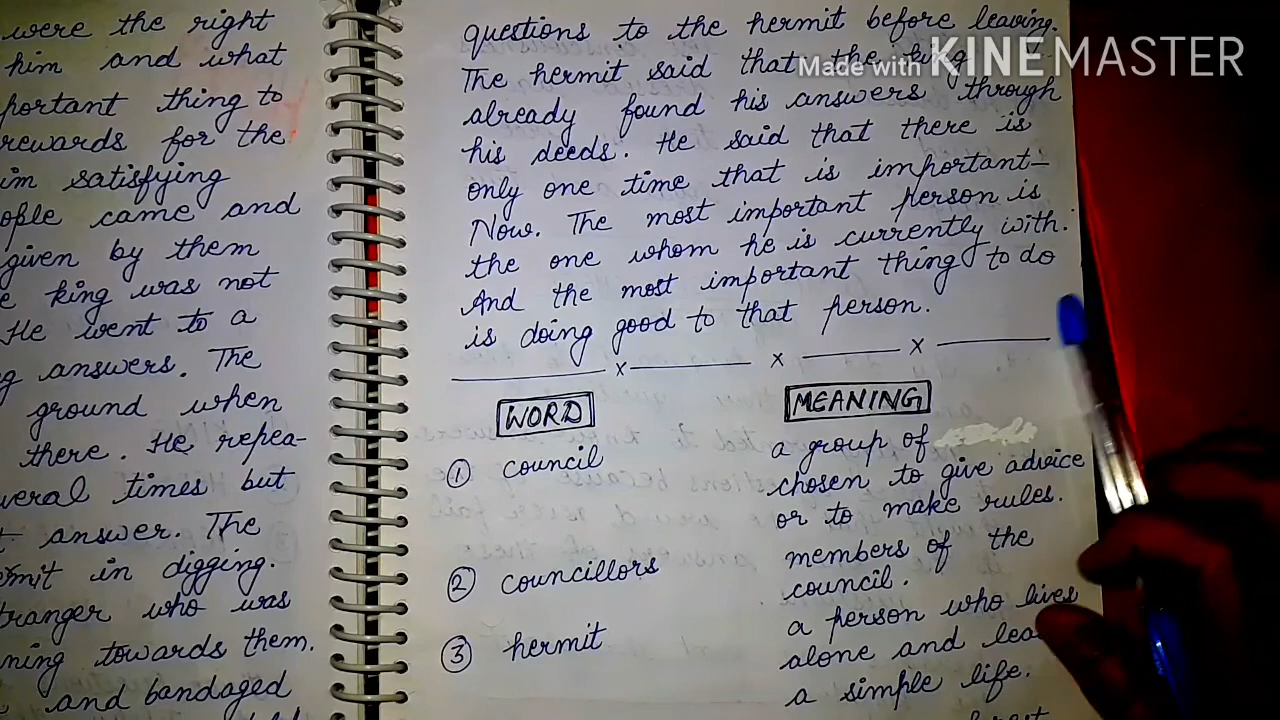 were the right
him and what
portant thing to
rewards for the
im satisfying
ople came and
given by them
e king was not
He went to a
g answers. The
ground when
there. He repea-
veral times but
answer. The
rmit in digging.
tranger who was
ning towards them.
and bandaged
questions to the hermit before leaving.
The hermit said that the king
already found his answers through
his deeds. He said that there is
only one time that is important-
Now. The most important person is
the one whom he is currently with.
And the most important thing to do
is doing good to that person.
x x x
WORD MEANING
① council a group of
chosen to give advice
or to make rules.
② councillors members of the
council.
③ hermit a person who lives
alone and lea
a simple life.
Made with KINEMASTER